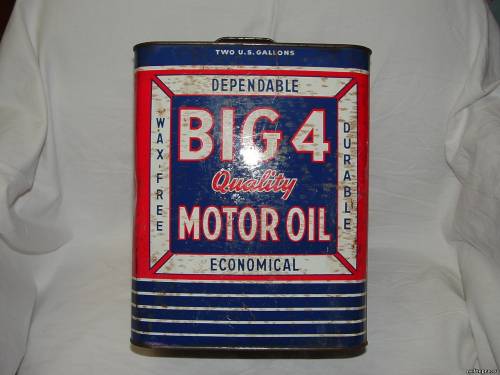 TWO U.S. GALLONS
DEPENDABLE
WAX-FREE
BIG 4
Quality
MOTOR OIL
DURABLE
ECONOMICAL